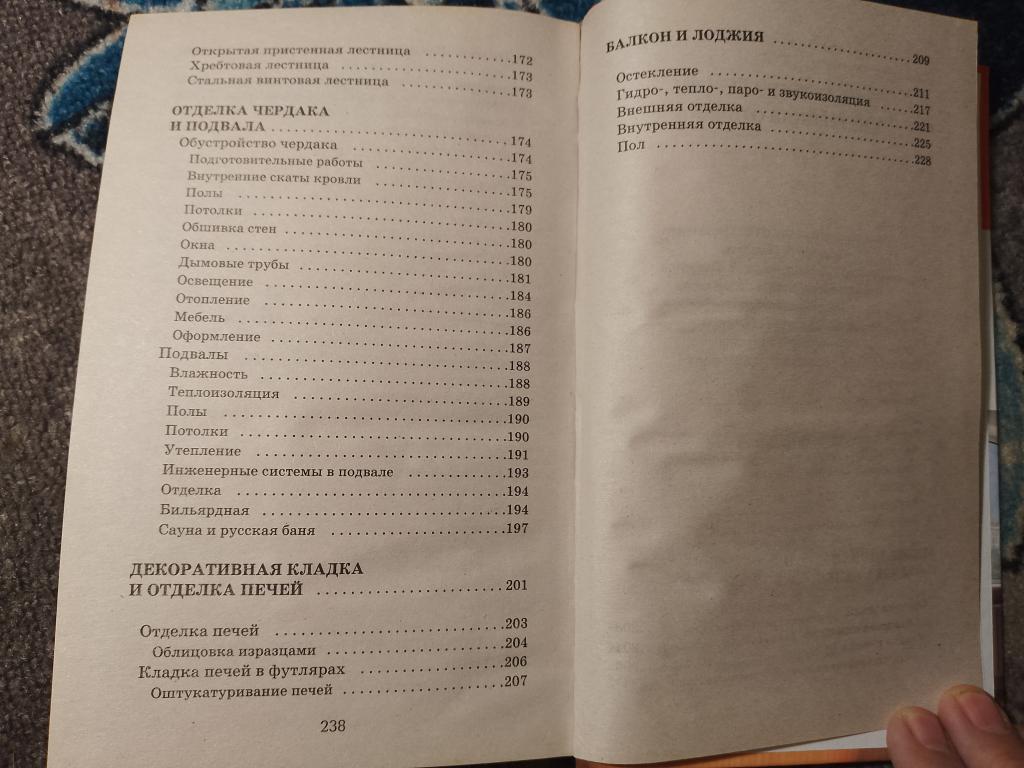 Открытая пристенная лестница ..........172
Хребтовая лестница ..........173
Стальная винтовая лестница ..........173
ОТДЕЛКА ЧЕРДАКА
И ПОДВАЛА ..........174
Обустройство чердака ..........174
Подготовительные работы ..........175
Внутренние скаты кровли ..........175
Полы ..........179
Потолки ..........180
Обшивка стен ..........180
Окна ..........180
Дымовые трубы ..........181
Освещение ..........184
Отопление ..........186
Мебель ..........186
Оформление ..........187
Подвалы ..........188
Влажность ..........188
Теплоизоляция ..........189
Полы ..........190
Потолки ..........190
Утепление ..........191
Инженерные системы в подвале ..........193
Отделка ..........194
Бильярдная ..........194
Сауна и русская баня ..........197
ДЕКОРАТИВНАЯ КЛАДКА
И ОТДЕЛКА ПЕЧЕЙ ..........201
Отделка печей ..........203
Облицовка изразцами ..........204
Кладка печей в футлярах ..........206
Оштукатуривание печей ..........207
238
БАЛКОН И ЛОДЖИЯ ..........209
Остекление ..........211
Гидро-, тепло-, паро- и звукоизоляция ..........217
Внешняя отделка ..........221
Внутренняя отделка ..........225
Пол ..........228